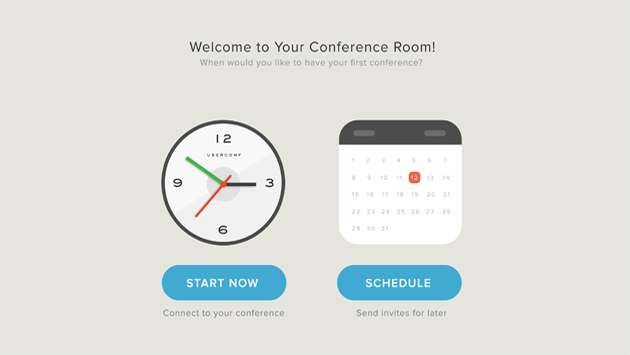 Welcome to Your Conference Room!
When would you like to have your first conference?
12
UBERCONF
9
3
6
1 2 3 4 5 6 7
8 9 10 11 12 13 14
15 16 17 18 19 20 21
22 23 24 25 26 27 28
29 30 31
START NOW
SCHEDULE
Connect to your conference
Send invites for later